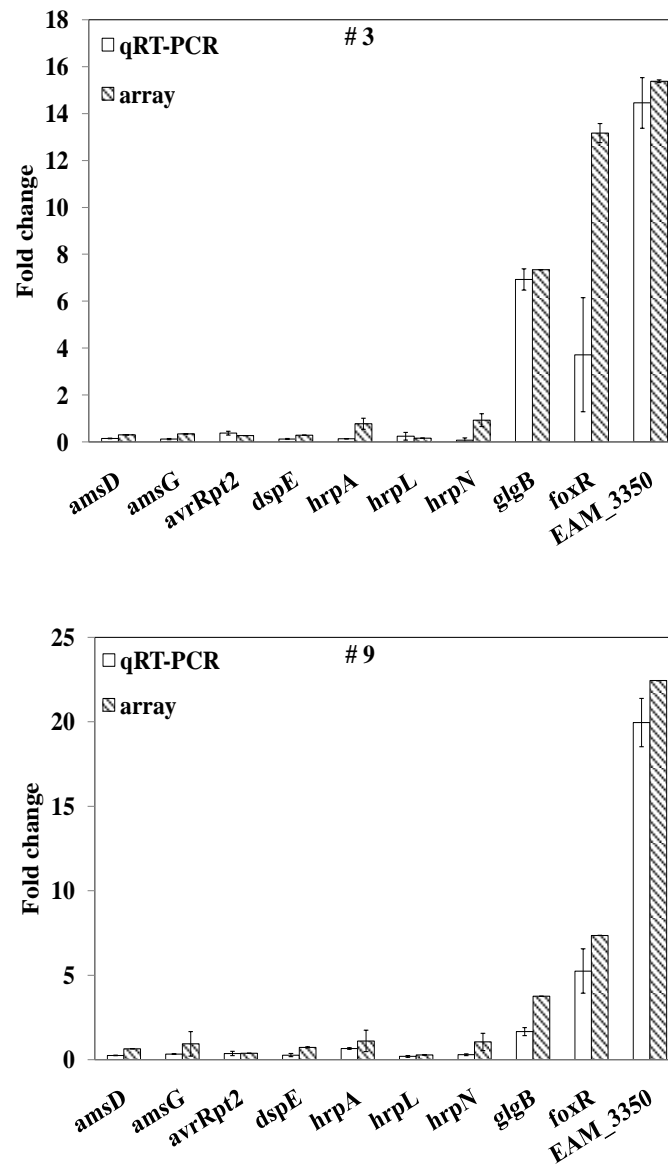 18
16
14
12
10
8
6
4
2
0
Fold change
# 3
qRT-PCR
array
amsD
amsG
avrRpt2
dspE
hrpA
hrpL
hrpN
glgB
foxR
EAM_3350
25
20
15
10
5
0
Fold change
# 9
qRT-PCR
array
amsD
amsG
avrRpt2
dspE
hrpA
hrpL
hrpN
glgB
foxR
EAM_3350